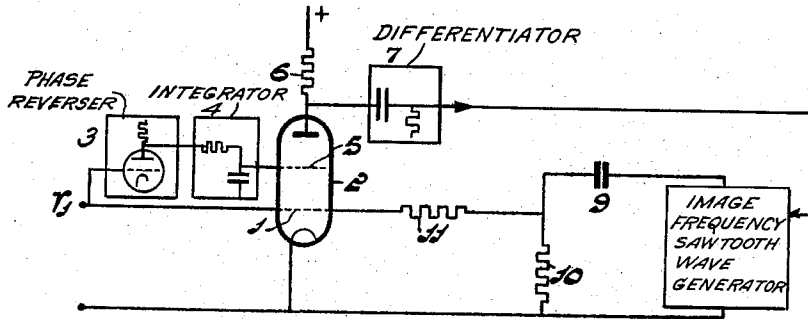 +
DIFFERENTIATOR
7
6
PHASE
REVERSER
3
INTEGRATOR
4
5
2
1
11
10
9
IMAGE
FREQUENCY
SAWTOOTH
WAVE
GENERATOR